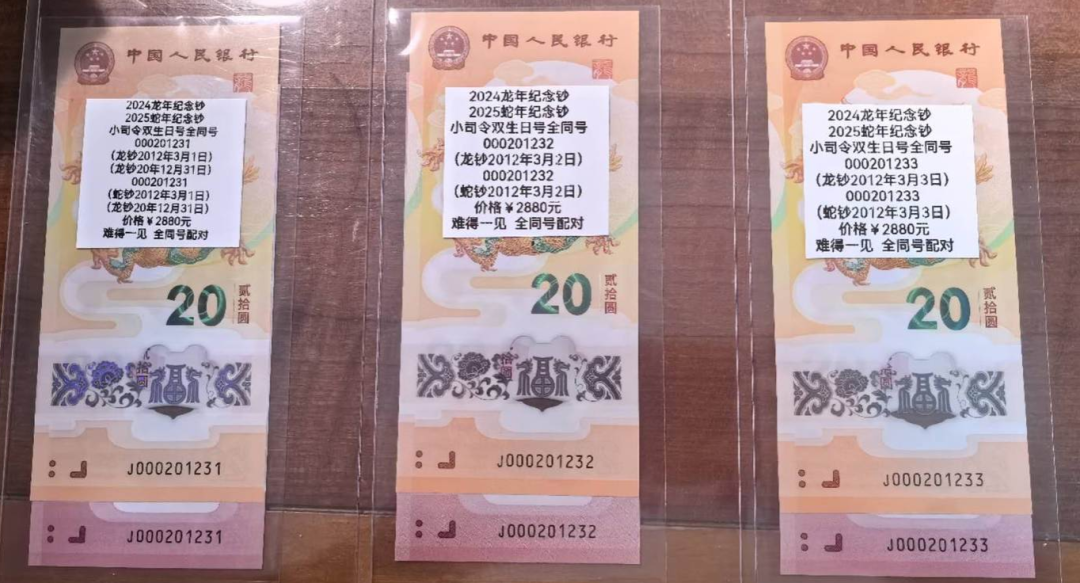 中国人民银行
2024龙年纪念钞
2025蛇年纪念钞
小司令双生日号全同号
000201231
(龙钞2012年3月1日)
(龙钞20年12月31日)
000201231
(蛇钞2012年3月1日)
(龙钞20年12月31日)
价格￥2880元
难得一见 全同号配对
20
贰拾圆
拾圆
J000201231
J000201231
中国人民银行
2024龙年纪念钞
2025蛇年纪念钞
小司令双生日号全同号
000201232
(龙钞2012年3月2日)
000201232
(蛇钞2012年3月2日)
价格￥2880元
难得一见 全同号配对
20
贰拾圆
拾圆
J000201232
J000201232
中国人民银行
2024龙年纪念钞
2025蛇年纪念钞
小司令双生日号全同号
000201233
(龙钞2012年3月3日)
000201233
(蛇钞2012年3月3日)
价格￥2880元
难得一见 全同号配对
20
贰拾圆
拾圆
J000201233
J000201233